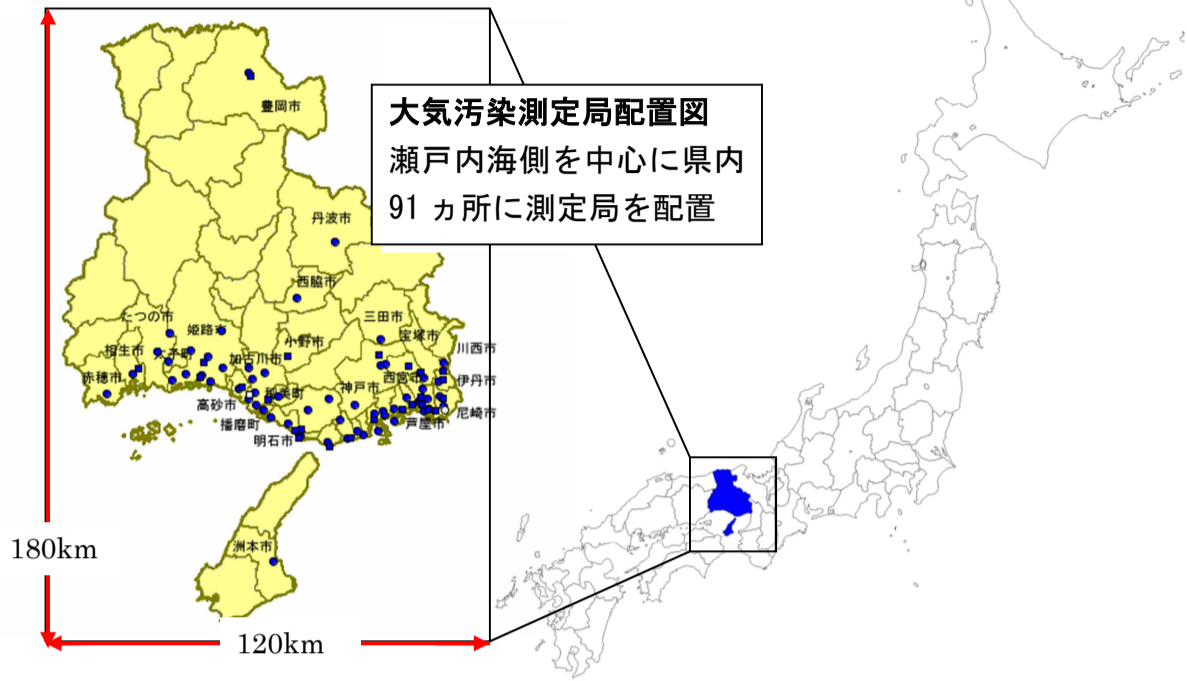 大気汚染測定局配置図
瀬戸内海側を中心に県内
91 ヵ所に測定局を配置
豊岡市
丹波市
西脇市
たつの市
姫路市
三田市
宝塚市
小野市
川西市
相生市
太子町
加古川市
赤穂市
西宮市
伊丹市
神戸市
稲美町
高砂市
尼崎市
播磨町
芦屋市
明石市
洲本市
180km
120km